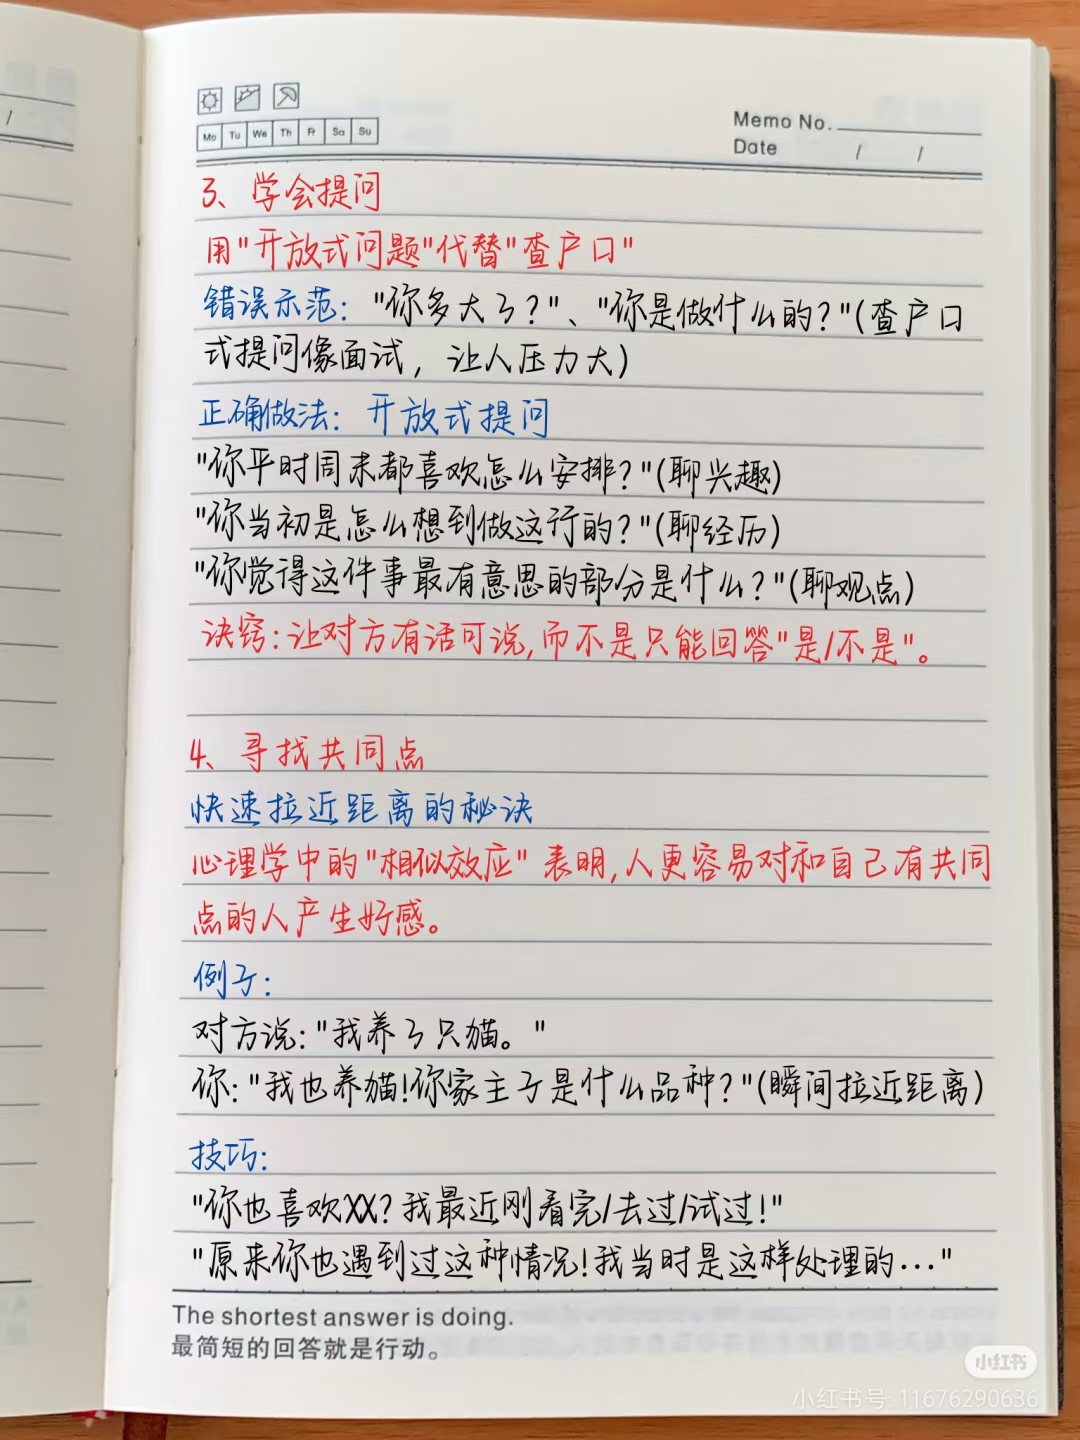 Mo Tu We Th Fr Sa Su
Memo No.
Date / /
3、学会提问
用"开放式问题"代替"查户口"
错误示范："你多大了?"、"你是做什么的?"(查户口
式提问像面试，让人压力大)
正确做法：开放式提问
"你平时周末都喜欢怎么安排?"(聊兴趣)
"你当初是怎么想到做这行的?"(聊经历)
"你觉得这件事最有意思的部分是什么?"(聊观点)
诀窍：让对方有话可说,而不是只能回答"是/不是"。
4、寻找共同点
快速拉近距离的秘诀
心理学中的"相似效应"表明,人更容易对和自己有共同
点的人产生好感。
例子：
对方说："我养了只猫。"
你："我也养猫!你家主子是什么品种?"(瞬间拉近距离)
技巧：
"你也喜欢XX?我最近刚看完/去过/试过!"
"原来你也遇到过这种情况!我当时是这样处理的..."
The shortest answer is doing.
最简短的回答就是行动。
小红书
小红书号: 11676290636